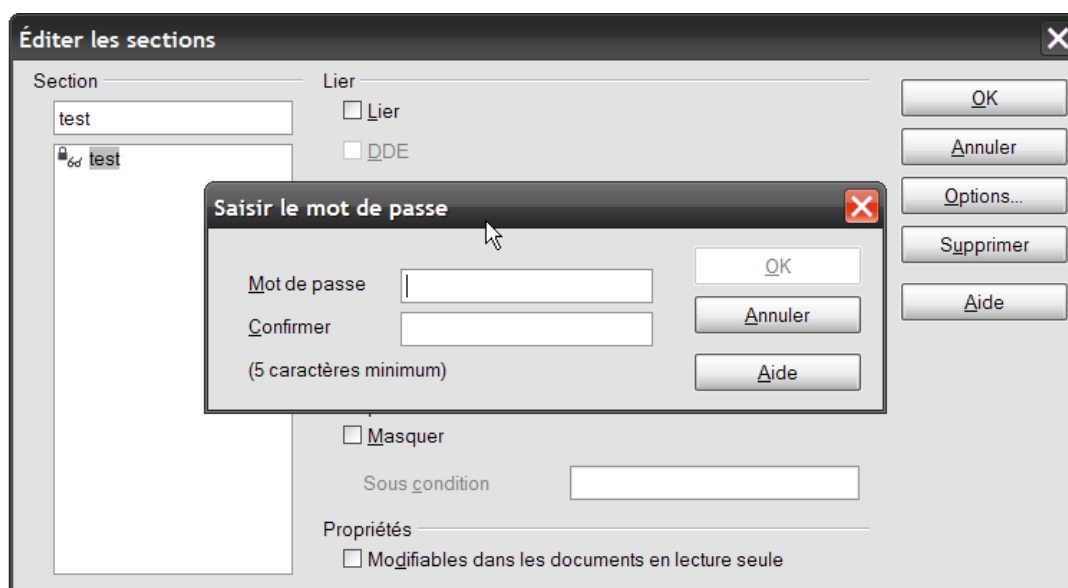 Éditer les sections
Section
test
test
Lier
Lier
DDE
OK
Annuler
Options...
Supprimer
Aide
Saisir le mot de passe
Mot de passe
Confirmer
(5 caractères minimum)
OK
Annuler
Aide
Masquer
Sous condition
Propriétés
Modifiables dans les documents en lecture seule